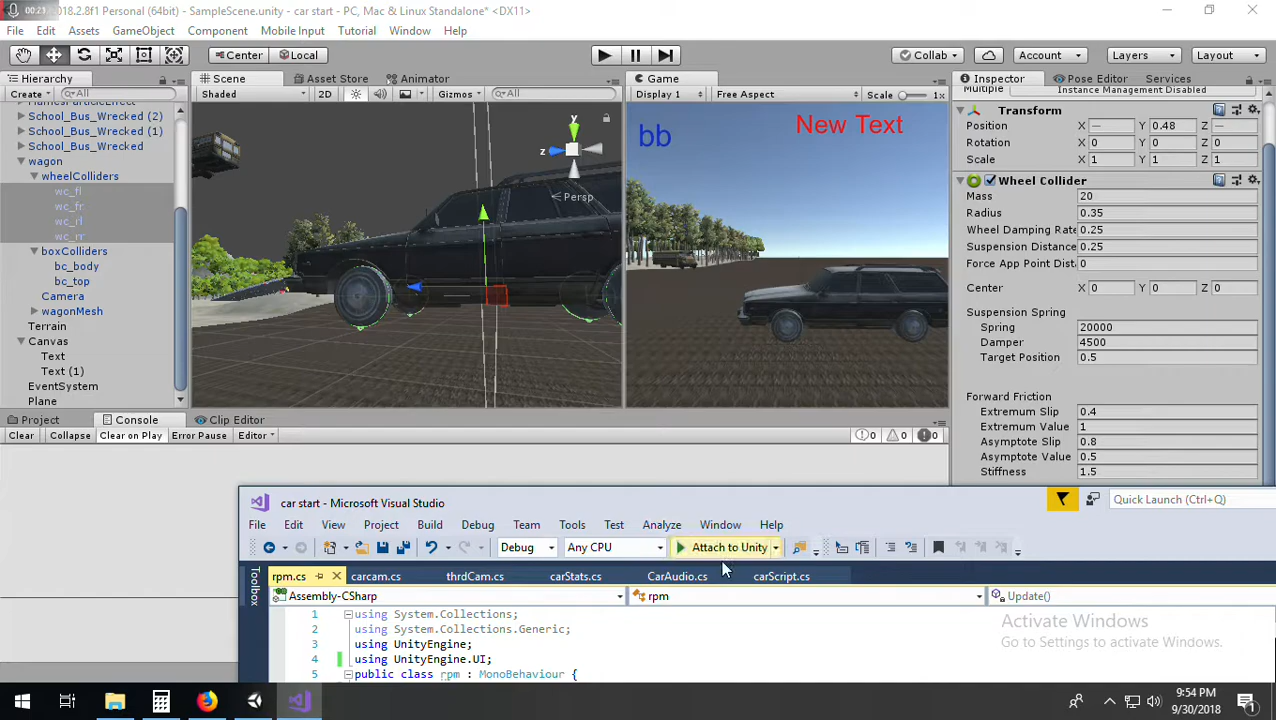 00:21
2018.2.8f1 Personal (64bit) - SampleScene.unity - car start - PC, Mac & Linux Standalone* <DX11>
File Edit Assets GameObject Component Mobile Input Tutorial Window Help
Center Local Collab Account Layers Layout
Hierarchy Scene Asset Store Animator Game Inspector Pose Editor Services
Create All Shaded 2D Gizmos All Display 1 Free Aspect Scale 1x
Multiple Instance Management Disabled
School_Bus_Wrecked (2)
School_Bus_Wrecked (1)
School_Bus_Wrecked
wagon
wheelColliders
wc_fl
wc_fr
wc_rl
wc_rr
boxColliders
bc_body
bc_top
Camera
wagonMesh
Terrain
Canvas
Text
Text (1)
EventSystem
Plane
y
z
Persp
bb
New Text
Transform
Position X — Y 0.48 Z —
Rotation X 0 Y 0 Z 0
Scale X 1 Y 1 Z 1
Wheel Collider
Mass 20
Radius 0.35
Wheel Damping Rate 0.25
Suspension Distance 0.25
Force App Point Dist 0
Center X 0 Y 0 Z 0
Suspension Spring
Spring 20000
Damper 4500
Target Position 0.5
Forward Friction
Extremum Slip 0.4
Extremum Value 1
Asymptote Slip 0.8
Asymptote Value 0.5
Stiffness 1.5
Project Console Clip Editor
Clear Collapse Clear on Play Error Pause Editor 0 0 0
car start - Microsoft Visual Studio Quick Launch (Ctrl+Q)
File Edit View Project Build Debug Team Tools Test Analyze Window Help
Debug Any CPU Attach to Unity
Toolbox
rpm.cs carcam.cs thrdCam.cs carStats.cs CarAudio.cs carScript.cs
Assembly-CSharp rpm Update()
1 using System.Collections;
2 using System.Collections.Generic;
3 using UnityEngine;
4 using UnityEngine.UI;
5 public class rpm : MonoBehaviour {
Activate Windows
Go to Settings to activate Windows.
9:54 PM
9/30/2018
1